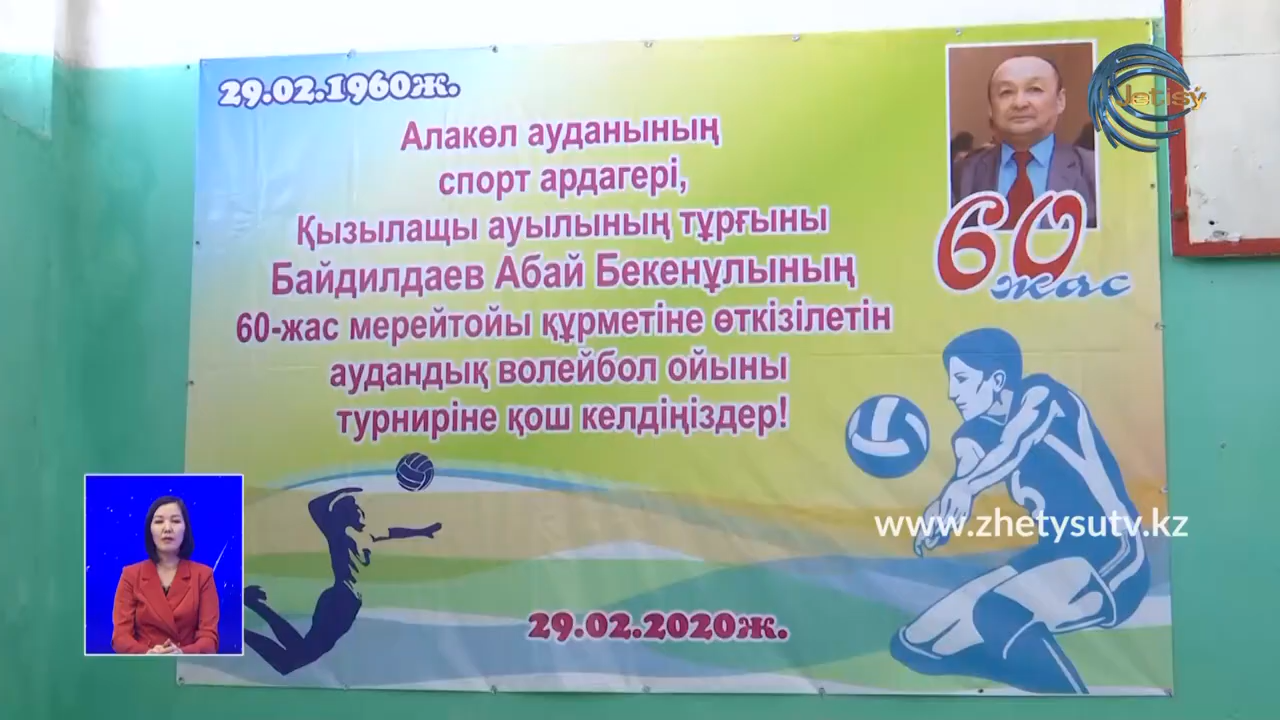 29.02.1960ж.
Jetisý
Алакөл ауданының
спорт ардагері,
Қызылащы ауылының тұрғыны
Байдилдаев Абай Бекенұлының
60-жас мерейтойы құрметіне өткізілетін
аудандық волейбол ойыны
турниріне қош келдіңіздер!
60
жас
www.zhetysutv.kz
29.02.2020ж.